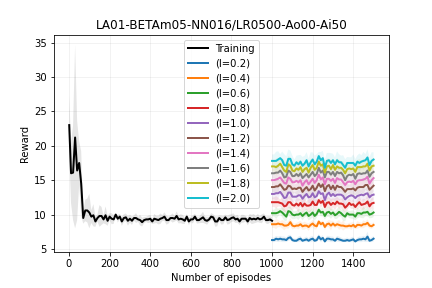 LA01-BETAm05-NN016/LR0500-Ao00-Ai50
35
30
25
20
15
10
5
Reward
Training
(l=0.2)
(l=0.4)
(l=0.6)
(l=0.8)
(l=1.0)
(l=1.2)
(l=1.4)
(l=1.6)
(l=1.8)
(l=2.0)
0 200 400 600 800 1000 1200 1400
Number of episodes